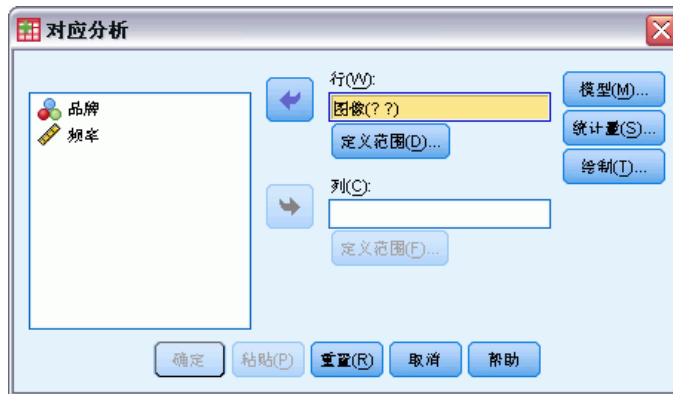 对应分析
品牌
频率
行(W):
图像(? ?)
定义范围(D)...
列(C):
定义范围(F)...
模型(M)...
统计量(S)...
绘制(T)...
确定
粘贴(P)
重置(R)
取消
帮助